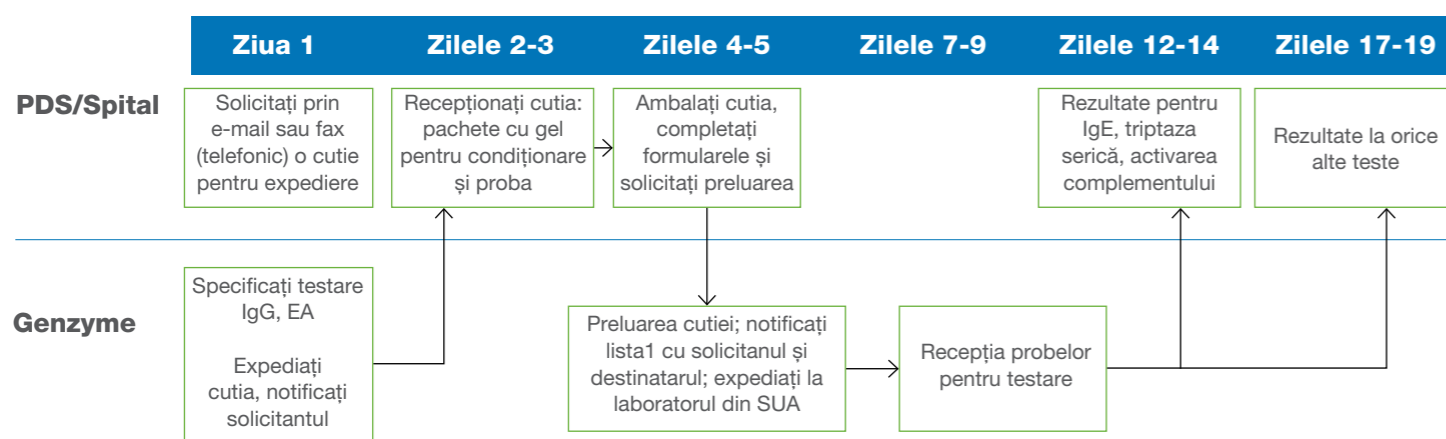 Ziua 1
Zilele 2-3
Zilele 4-5
Zilele 7-9
Zilele 12-14
Zilele 17-19
PDS/Spital
Solicitați prin
e-mail sau fax
(telefonic) o cutie
pentru expediere
Recepționați cutia:
pachete cu gel
pentru condiționare
și proba
Ambalați cutia,
completați
formularele și
solicitați preluarea
Rezultate pentru
IgE, triptaza
serică, activarea
complementului
Rezultate la orice
alte teste
Genzyme
Specificați testare
IgG, EA
Expediați
cutia, notificați
solicitantul
Preluarea cutiei; notificați
lista1 cu solicitanul și
destinatarul; expediați la
laboratorul din SUA
Recepția probelor
pentru testare